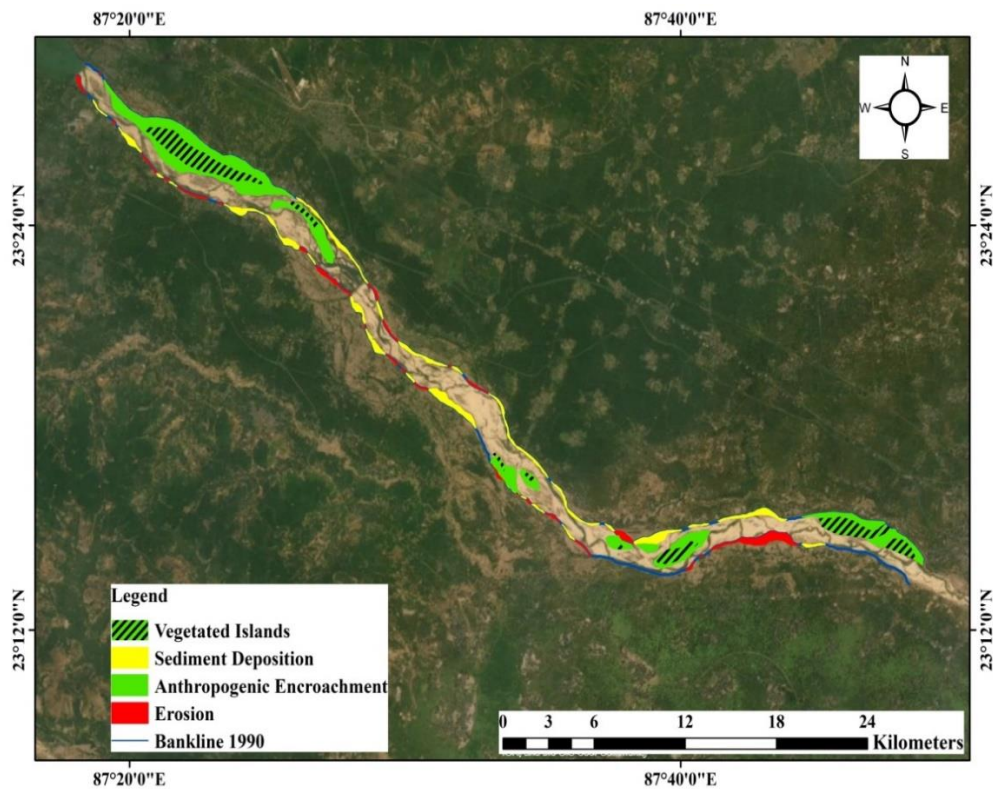 87°20'0"E
87°40'0"E
N
W
E
S
23°24'0"N
23°24'0"N
23°12'0"N
23°12'0"N
Legend
Vegetated Islands
Sediment Deposition
Anthropogenic Encroachment
Erosion
Bankline 1990
0 3 6 12 18 24
Kilometers
87°20'0"E
87°40'0"E